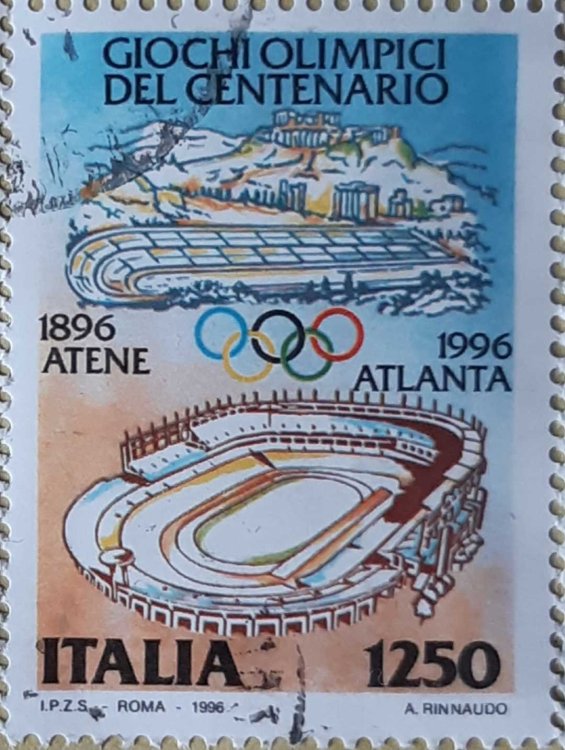 GIOCHI OLIMPICI
DEL CENTENARIO
1896
ATENE
1996
ATLANTA
ITALIA 1250
I.P.Z.S. - ROMA - 1996 A. RINNAUDO